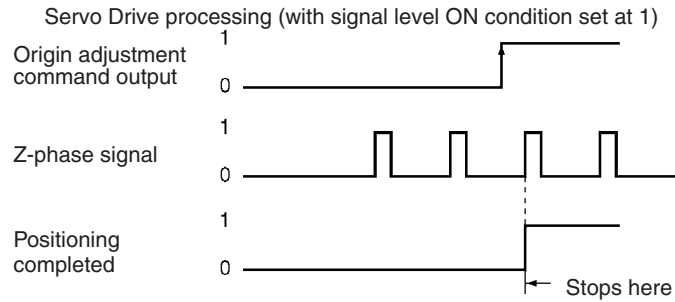 Servo Drive processing (with signal level ON condition set at 1)
Origin adjustment
command output
1
0
Z-phase signal
1
0
Positioning
completed
1
0
Stops here